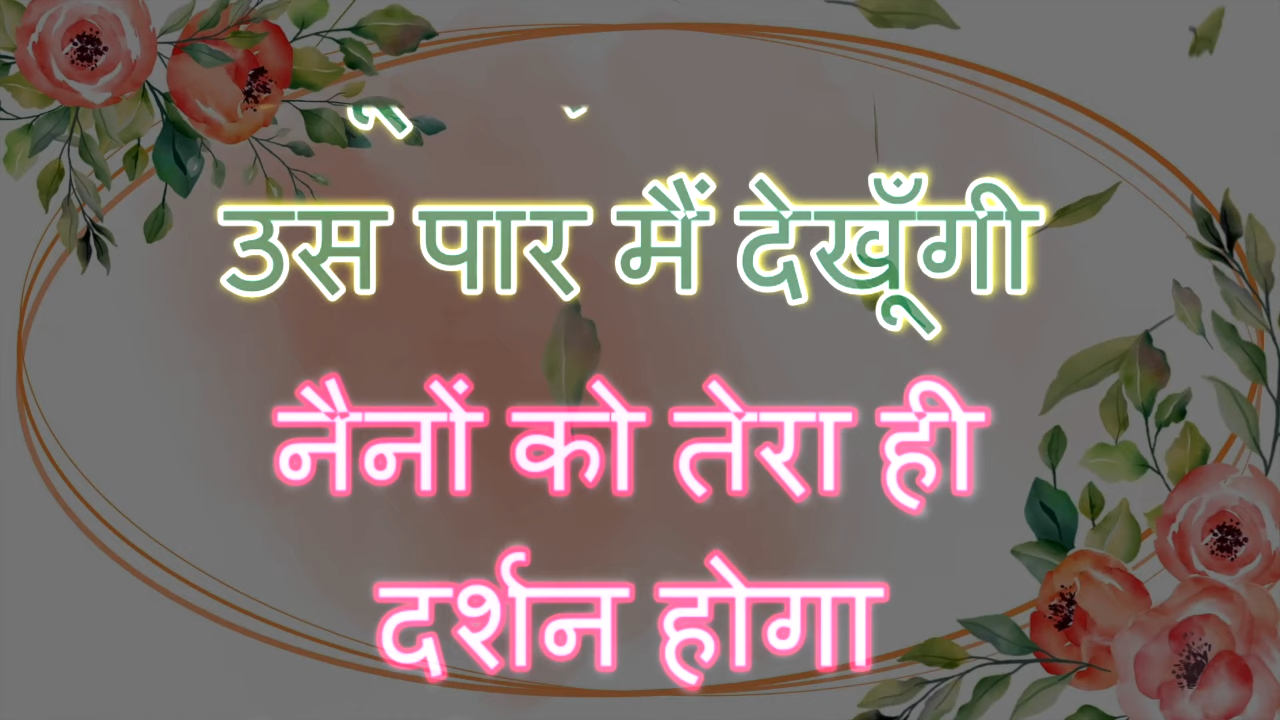 उस पार मैं देखूँगी
नैनों को तेरा ही
दर्शन होगा